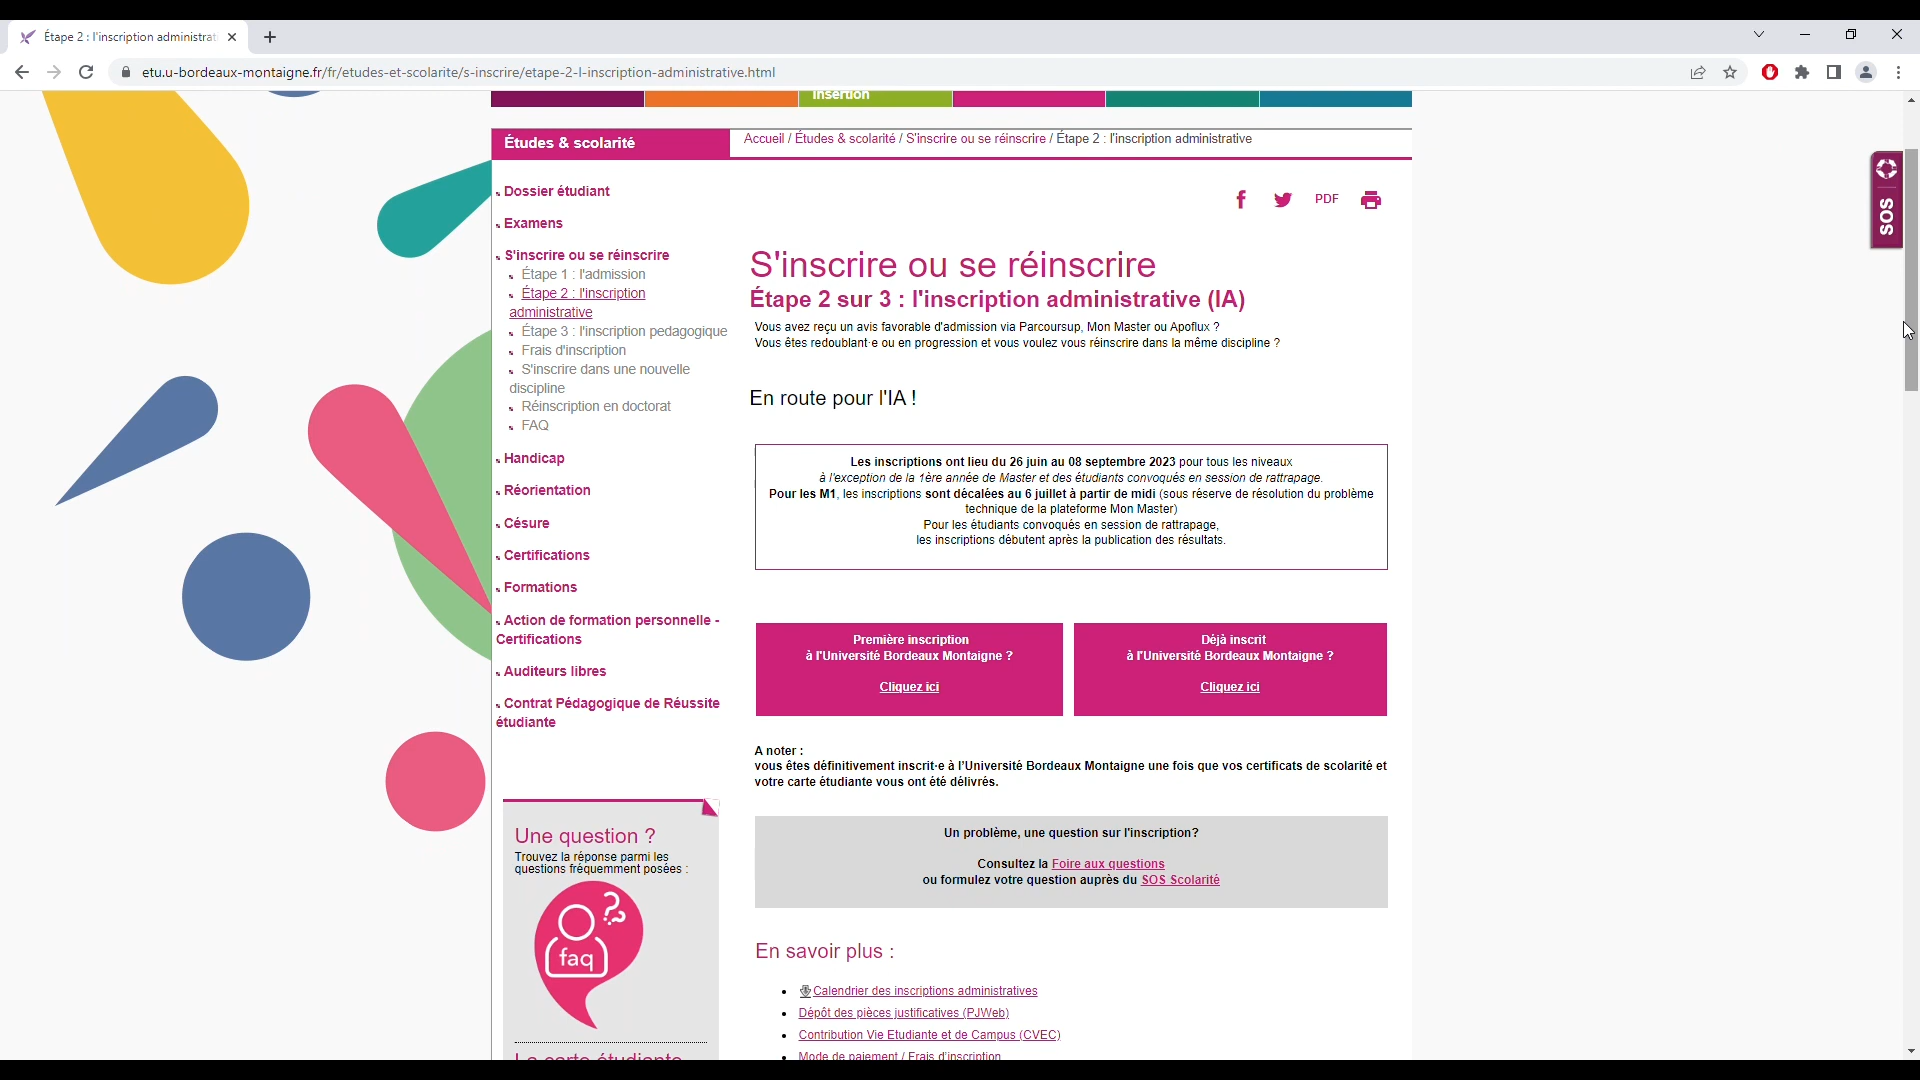 Étape 2 : l'inscription administrat
etu.u-bordeaux-montaigne.fr/fr/etudes-et-scolarite/s-inscrire/etape-2-l-inscription-administrative.html
Insertion
Études & scolarité
Accueil / Études & scolarité / S'inscrire ou se réinscrire / Étape 2 : l'inscription administrative
Dossier étudiant
Examens
S'inscrire ou se réinscrire
Étape 1 : l'admission
Étape 2 : l'inscription
administrative
Étape 3 : l'inscription pedagogique
Frais d'inscription
S'inscrire dans une nouvelle
discipline
Réinscription en doctorat
FAQ
Handicap
Réorientation
Césure
Certifications
Formations
Action de formation personnelle -
Certifications
Auditeurs libres
Contrat Pédagogique de Réussite
étudiante
Une question ?
Trouvez la réponse parmi les
questions fréquemment posées :
faq
La carte étudiante
PDF
SOS
S'inscrire ou se réinscrire
Étape 2 sur 3 : l'inscription administrative (IA)
Vous avez reçu un avis favorable d'admission via Parcoursup, Mon Master ou Apoflux ?
Vous êtes redoublant·e ou en progression et vous voulez vous réinscrire dans la même discipline ?
En route pour l'IA !
Les inscriptions ont lieu du 26 juin au 08 septembre 2023 pour tous les niveaux
à l'exception de la 1ère année de Master et des étudiants convoqués en session de rattrapage.
Pour les M1, les inscriptions sont décalées au 6 juillet à partir de midi (sous réserve de résolution du problème
technique de la plateforme Mon Master)
Pour les étudiants convoqués en session de rattrapage,
les inscriptions débutent après la publication des résultats.
Première inscription
à l'Université Bordeaux Montaigne ?
Cliquez ici
Déjà inscrit
à l'Université Bordeaux Montaigne ?
Cliquez ici
A noter :
vous êtes définitivement inscrit·e à l'Université Bordeaux Montaigne une fois que vos certificats de scolarité et
votre carte étudiante vous ont été délivrés.
Un problème, une question sur l'inscription?
Consultez la Foire aux questions
ou formulez votre question auprès du SOS Scolarité
En savoir plus :
Calendrier des inscriptions administratives
Dépôt des pièces justificatives (PJWeb)
Contribution Vie Etudiante et de Campus (CVEC)
Mode de paiement / Frais d'inscription